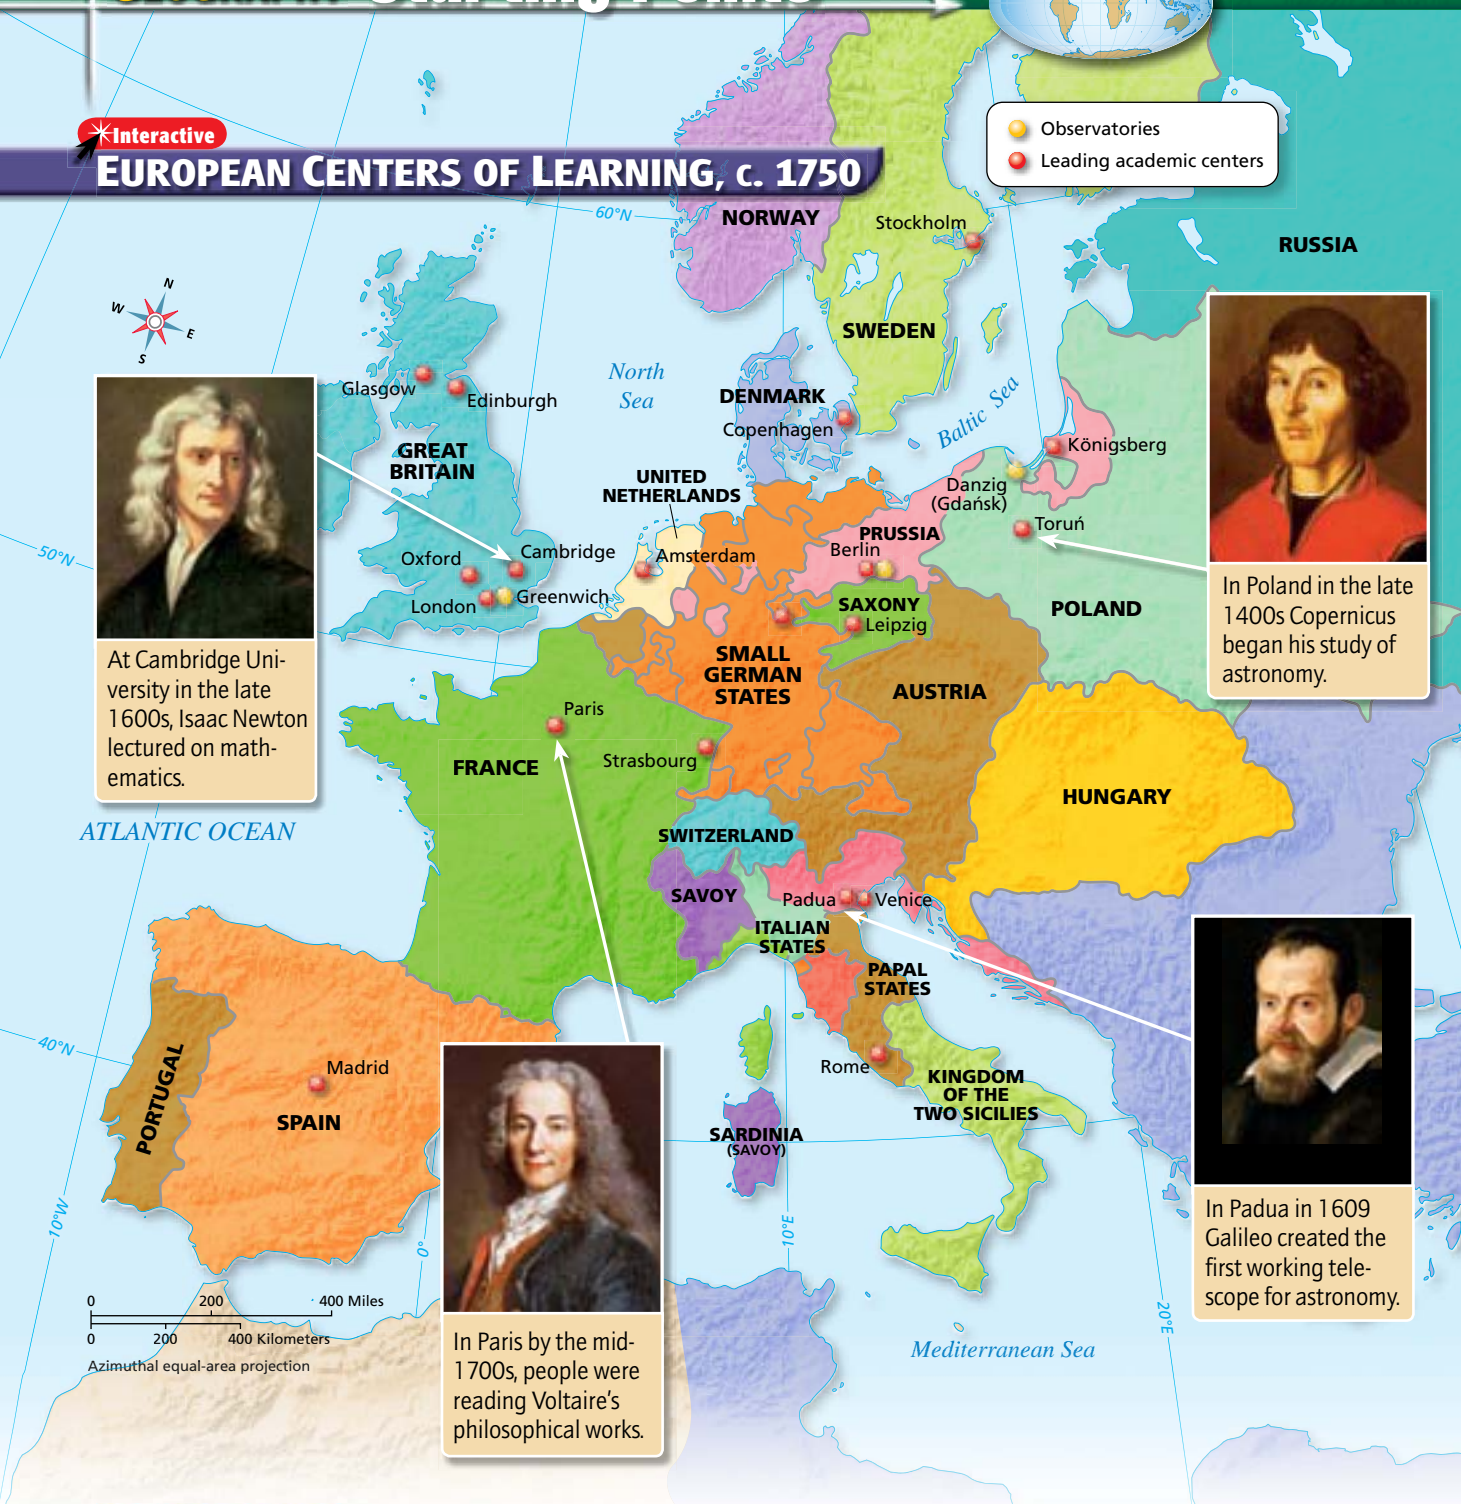 Interactive
EUROPEAN CENTERS OF LEARNING, c. 1750
Observatories
Leading academic centers
60°N
NORWAY
Stockholm
RUSSIA
N
W
E
S
SWEDEN
North
Sea
Glasgow
Edinburgh
DENMARK
Copenhagen
Baltic Sea
GREAT
BRITAIN
Königsberg
UNITED
NETHERLANDS
Danzig
(Gdańsk)
Toruń
PRUSSIA
Berlin
50°N
Oxford
Cambridge
Amsterdam
London
Greenwich
SAXONY
Leipzig
POLAND
In Poland in the late
1400s Copernicus
began his study of
astronomy.
At Cambridge Uni-
versity in the late
1600s, Isaac Newton
lectured on math-
ematics.
SMALL
GERMAN
STATES
AUSTRIA
Paris
FRANCE
Strasbourg
HUNGARY
ATLANTIC OCEAN
SWITZERLAND
SAVOY
Padua
Venice
ITALIAN
STATES
PAPAL
STATES
40°N
PORTUGAL
Madrid
SPAIN
Rome
KINGDOM
OF THE
TWO SICILIES
SARDINIA
(SAVOY)
10°W
0°
10°E
20°E
In Padua in 1609
Galileo created the
first working tele-
scope for astronomy.
0 200 400 Miles
0 200 400 Kilometers
Azimuthal equal-area projection
In Paris by the mid-
1700s, people were
reading Voltaire's
philosophical works.
Mediterranean Sea